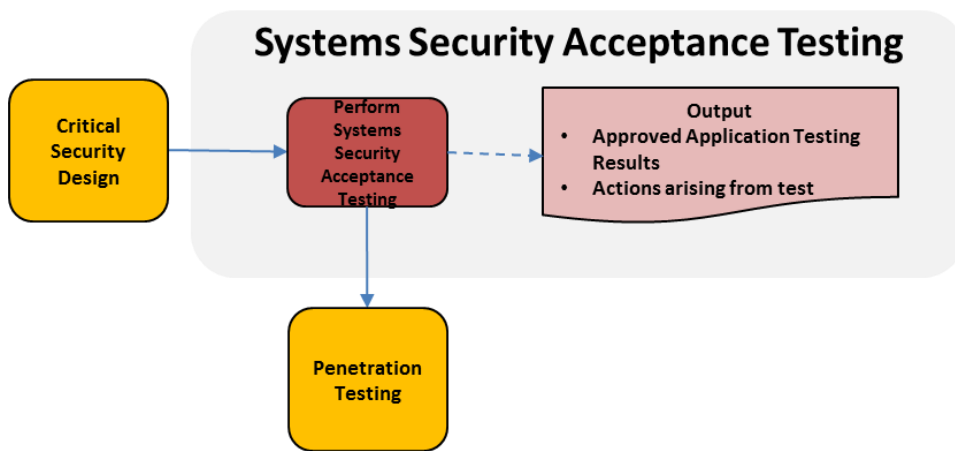 Systems Security Acceptance Testing
Critical
Security
Design
Perform
Systems
Security
Acceptance
Testing
Output
• Approved Application Testing
Results
• Actions arising from test
Penetration
Testing